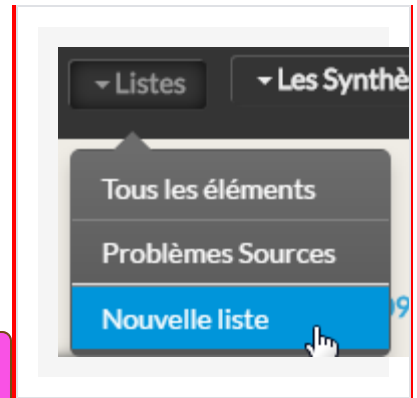 Listes Les Synthè
Tous les éléments
Problèmes Sources
Nouvelle liste